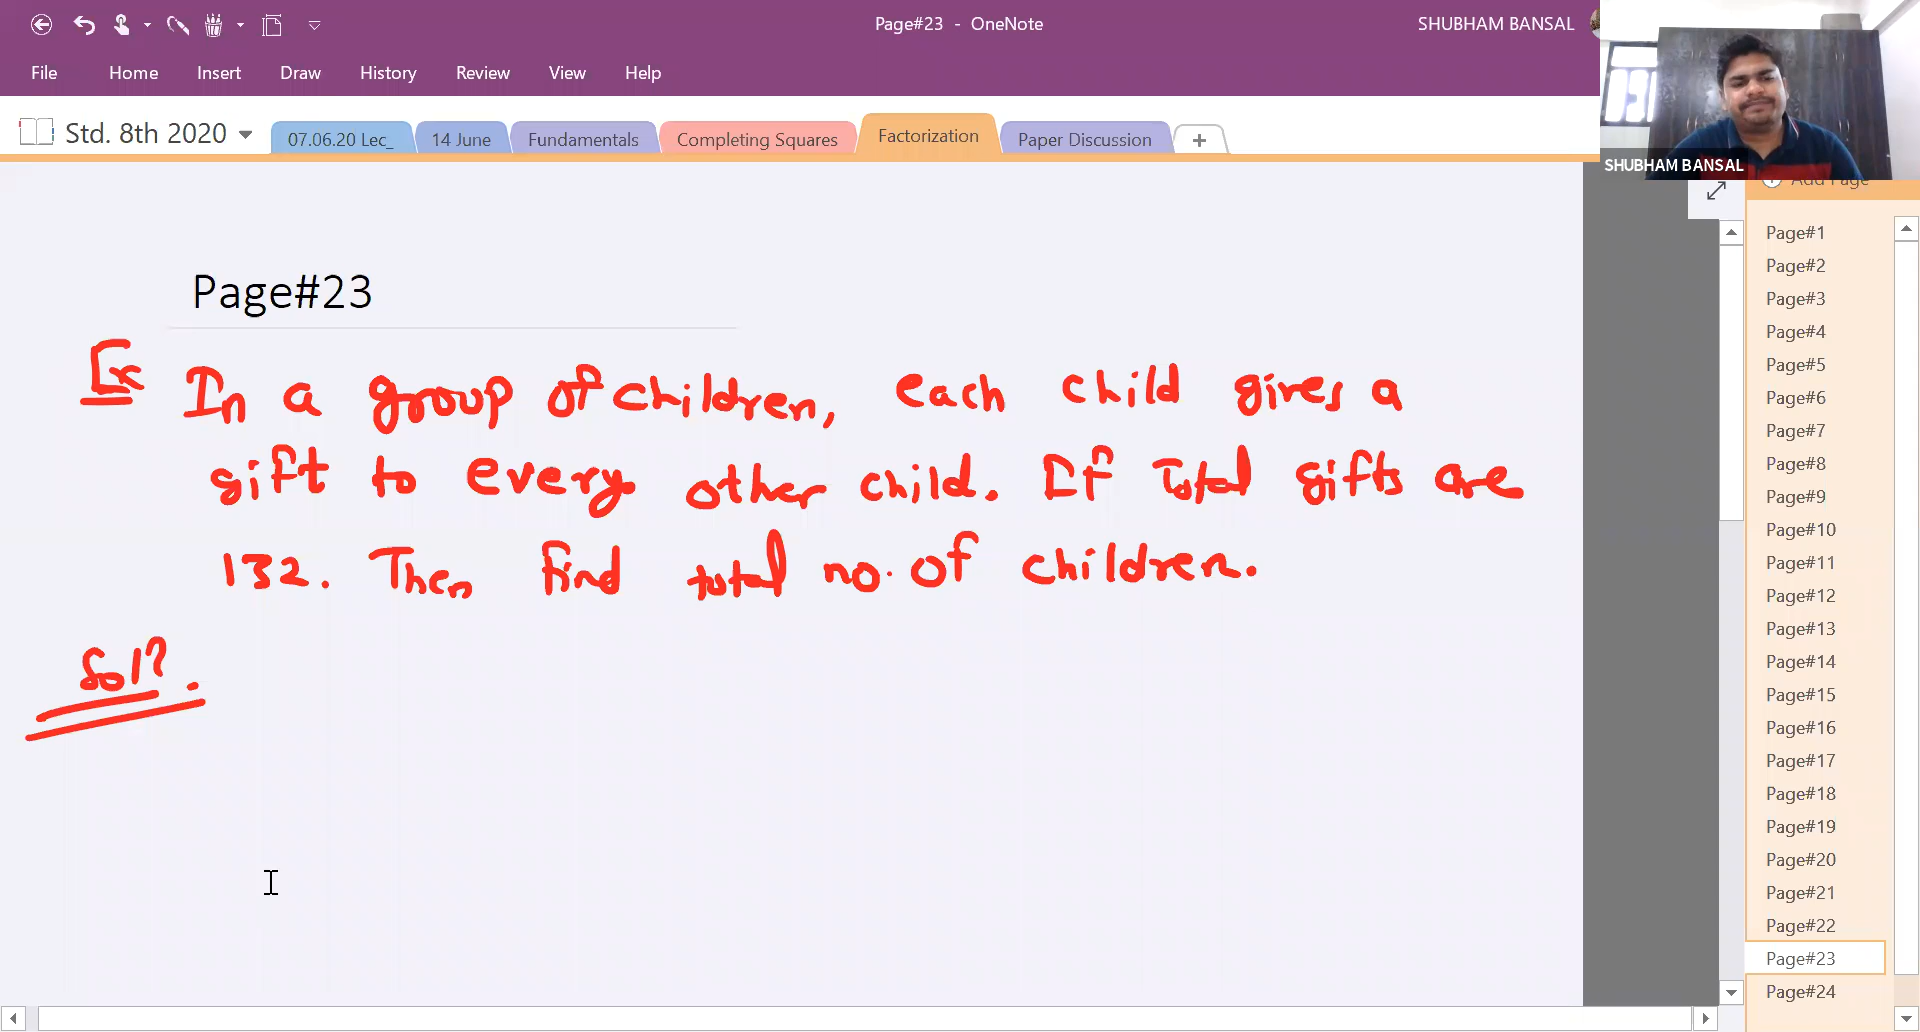 Page#23 - OneNote
SHUBHAM BANSAL
File Home Insert Draw History Review View Help
Std. 8th 2020
07.06.20 Lec_ 14 June Fundamentals Completing Squares Factorization Paper Discussion +
SHUBHAM BANSAL
Add Page
Page#23
Ex In a group of children, each child gives a
gift to every other child. If Total gifts are
132. Then find total no. of children.
Sol?.
Page#1
Page#2
Page#3
Page#4
Page#5
Page#6
Page#7
Page#8
Page#9
Page#10
Page#11
Page#12
Page#13
Page#14
Page#15
Page#16
Page#17
Page#18
Page#19
Page#20
Page#21
Page#22
Page#23
Page#24